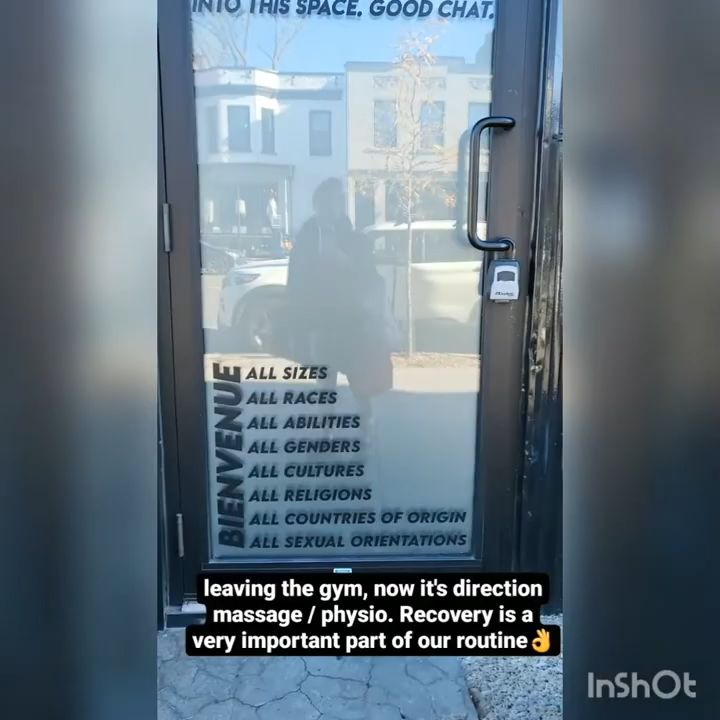 INTO THIS SPACE. GOOD CHAT.
BIENVENUE
ALL SIZES
ALL RACES
ALL ABILITIES
ALL GENDERS
ALL CULTURES
ALL RELIGIONS
ALL COUNTRIES OF ORIGIN
ALL SEXUAL ORIENTATIONS
leaving the gym, now it's direction
massage / physio. Recovery is a
very important part of our routine👌
InShOt